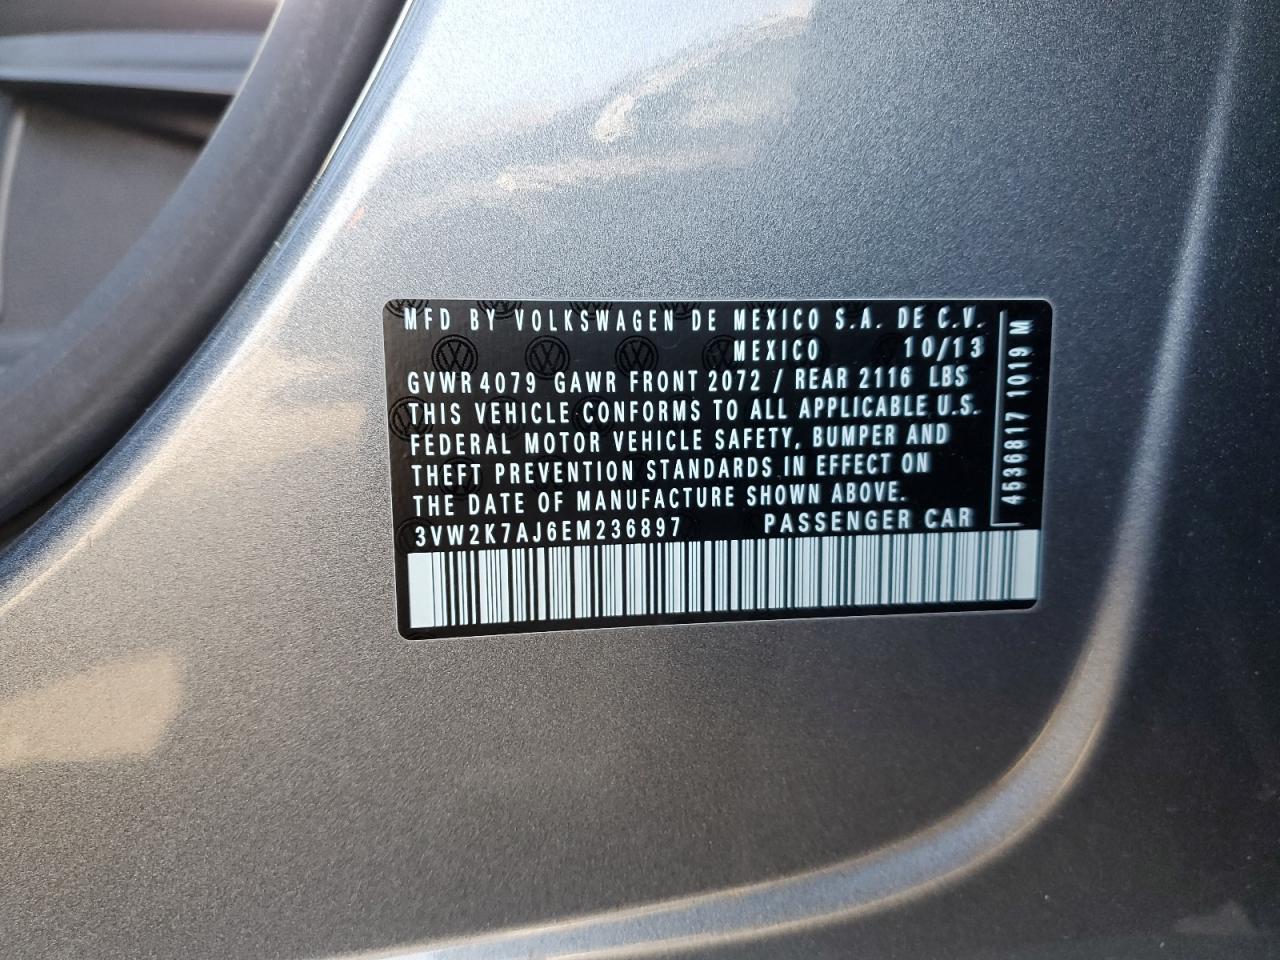 MFD BY VOLKSWAGEN DE MEXICO S.A. DE C.V.
MEXICO 10/13
GVWR 4079 GAWR FRONT 2072 / REAR 2116 LBS
THIS VEHICLE CONFORMS TO ALL APPLICABLE U.S.
FEDERAL MOTOR VEHICLE SAFETY, BUMPER AND
THEFT PREVENTION STANDARDS IN EFFECT ON
THE DATE OF MANUFACTURE SHOWN ABOVE.
3VW2K7AJ6EM236897 PASSENGER CAR
4536817 1019 M